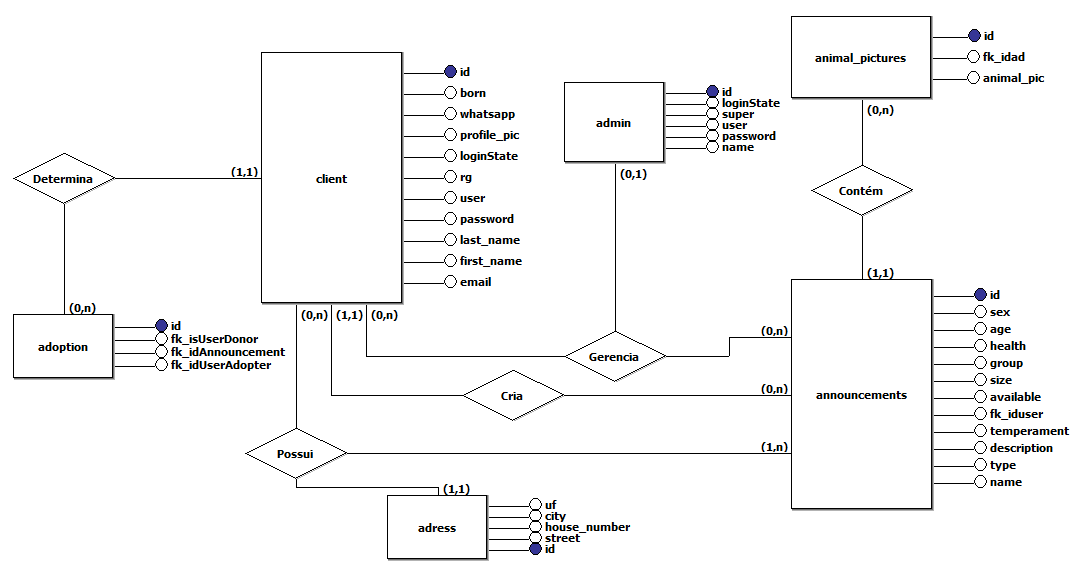 animal_pictures
id
fk_idad
animal_pic
(0,n)
Contém
(1,1)
client
id
born
whatsapp
profile_pic
loginState
rg
user
password
last_name
first_name
email
admin
id
loginState
super
user
password
name
(0,1)
Determina
(1,1)
(0,n)
adoption
id
fk_isUserDonor
fk_idAnnouncement
fk_idUserAdopter
(0,n)
(1,1)
(0,n)
Gerencia
(0,n)
Cria
(0,n)
Possui
(1,n)
(1,1)
announcements
id
sex
age
health
group
size
available
fk_iduser
temperament
description
type
name
adress
uf
city
house_number
street
id